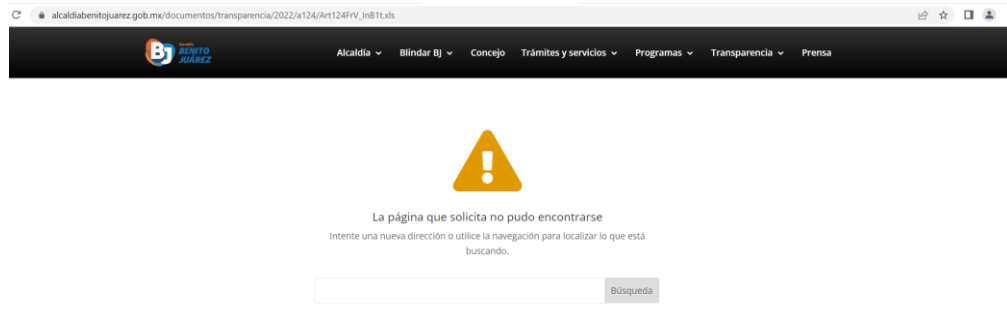 alcaldiabenitojuarez.gob.mx/documentos/transparencia/2022/a124/Art124FrV_InB1t.xls
ALCALDÍA
BJ BENITO
JUÁREZ
Alcaldía Blindar BJ Concejo Trámites y servicios Programas Transparencia Prensa
La página que solicita no pudo encontrarse
Intente una nueva dirección o utilice la navegación para localizar lo que está
buscando.
Búsqueda